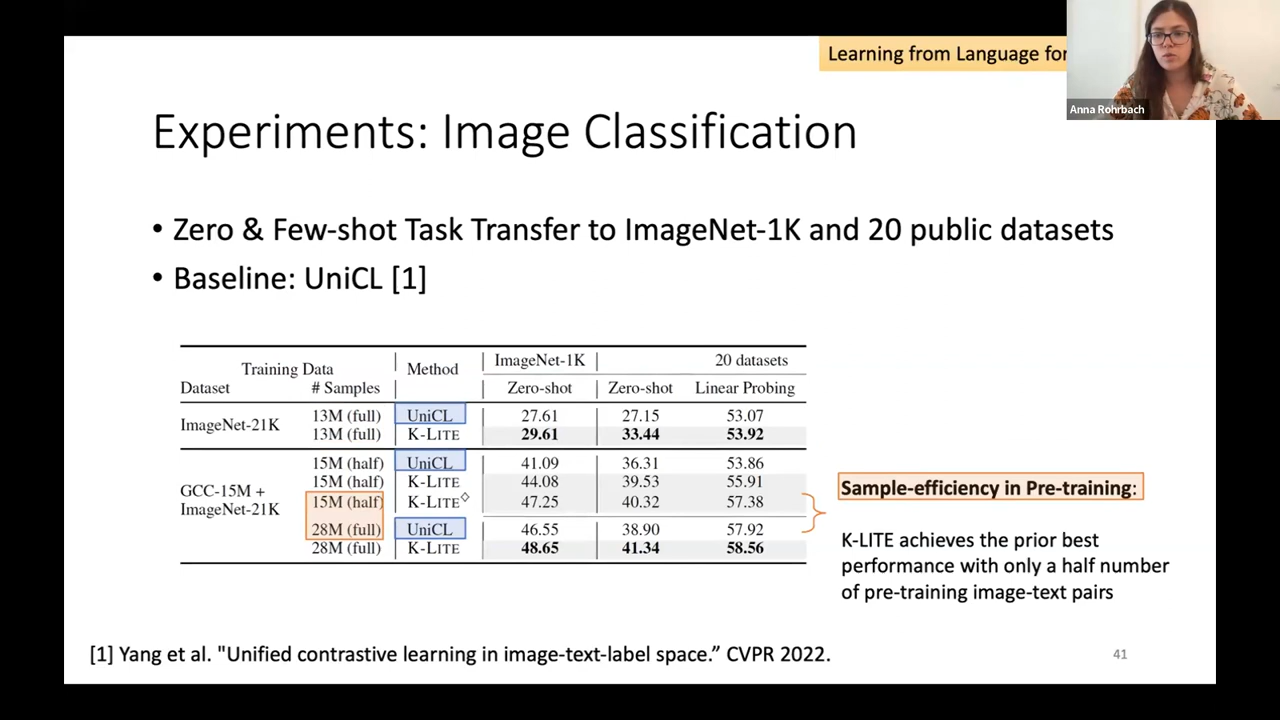 Learning from Language for
Anna Rohrbach
Experiments: Image Classification
• Zero & Few-shot Task Transfer to ImageNet-1K and 20 public datasets
• Baseline: UniCL [1]
Training Data Method ImageNet-1K 20 datasets
Dataset # Samples Zero-shot Zero-shot Linear Probing
ImageNet-21K
13M (full) UniCL 27.61 27.15 53.07
13M (full) K-LITE 29.61 33.44 53.92
GCC-15M +
ImageNet-21K
15M (half) UniCL 41.09 36.31 53.86
15M (half) K-LITE 44.08 39.53 55.91
15M (half) K-LITE◇ 47.25 40.32 57.38
28M (full) UniCL 46.55 38.90 57.92
28M (full) K-LITE 48.65 41.34 58.56
Sample-efficiency in Pre-training:
K-LITE achieves the prior best
performance with only a half number
of pre-training image-text pairs
[1] Yang et al. "Unified contrastive learning in image-text-label space.” CVPR 2022.
41